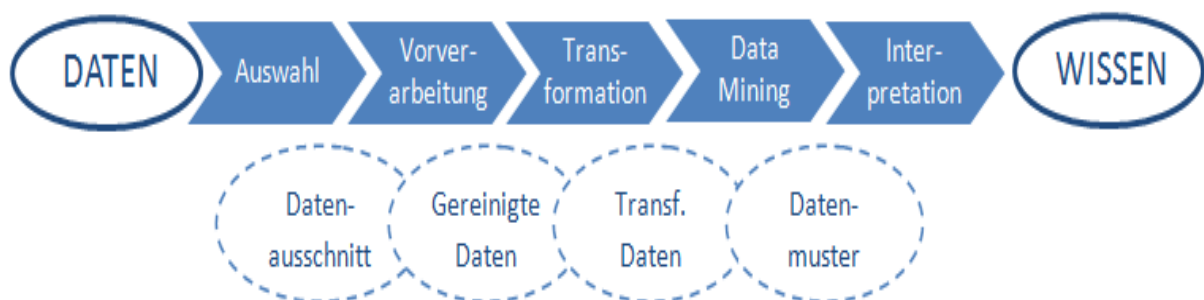 DATEN
Auswahl
Vorver-
arbeitung
Trans-
formation
Data
Mining
Inter-
pretation
WISSEN
Daten-
ausschnitt
Gereinigte
Daten
Transf.
Daten
Daten-
muster